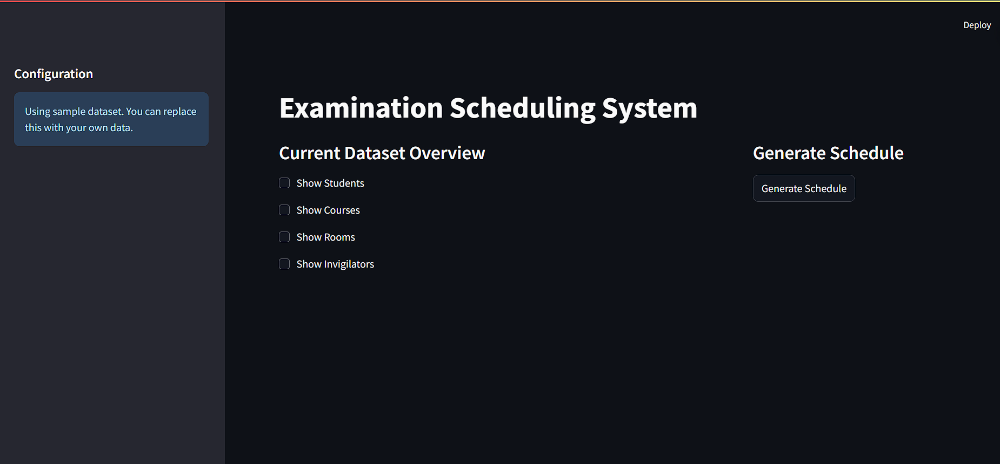 Deploy
Configuration
Using sample dataset. You can replace
this with your own data.
Examination Scheduling System
Current Dataset Overview
Show Students
Show Courses
Show Rooms
Show Invigilators
Generate Schedule
Generate Schedule